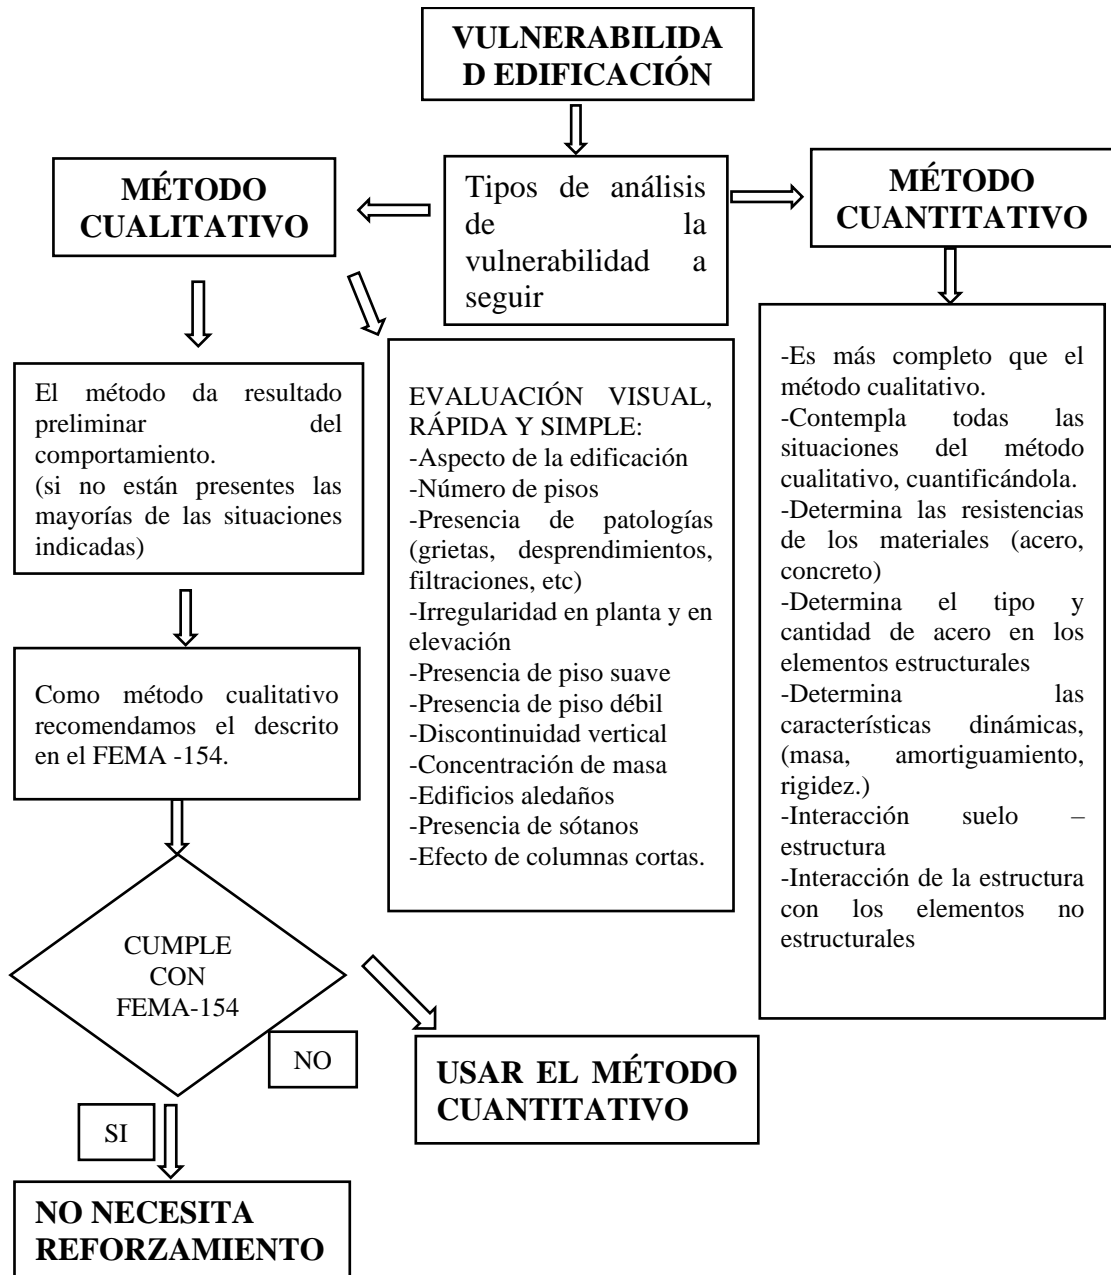 VULNERABILIDA
D EDIFICACIÓN
MÉTODO
CUALITATIVO
Tipos de análisis
de la
vulnerabilidad a
seguir
MÉTODO
CUANTITATIVO
El método da resultado
preliminar del
comportamiento.
(si no están presentes las
mayorías de las situaciones
indicadas)
EVALUACIÓN VISUAL,
RÁPIDA Y SIMPLE:
-Aspecto de la edificación
-Número de pisos
-Presencia de patologías
(grietas, desprendimientos,
filtraciones, etc)
-Irregularidad en planta y en
elevación
-Presencia de piso suave
-Presencia de piso débil
-Discontinuidad vertical
-Concentración de masa
-Edificios aledaños
-Presencia de sótanos
-Efecto de columnas cortas.
-Es más completo que el
método cualitativo.
-Contempla todas las
situaciones del método
cualitativo, cuantificándola.
-Determina las resistencias
de los materiales (acero,
concreto)
-Determina el tipo y
cantidad de acero en los
elementos estructurales
-Determina las
características dinámicas,
(masa, amortiguamiento,
rigidez.)
-Interacción suelo –
estructura
-Interacción de la estructura
con los elementos no
estructurales
Como método cualitativo
recomendamos el descrito
en el FEMA -154.
CUMPLE
CON
FEMA-154
NO
USAR EL MÉTODO
CUANTITATIVO
SI
NO NECESITA
REFORZAMIENTO